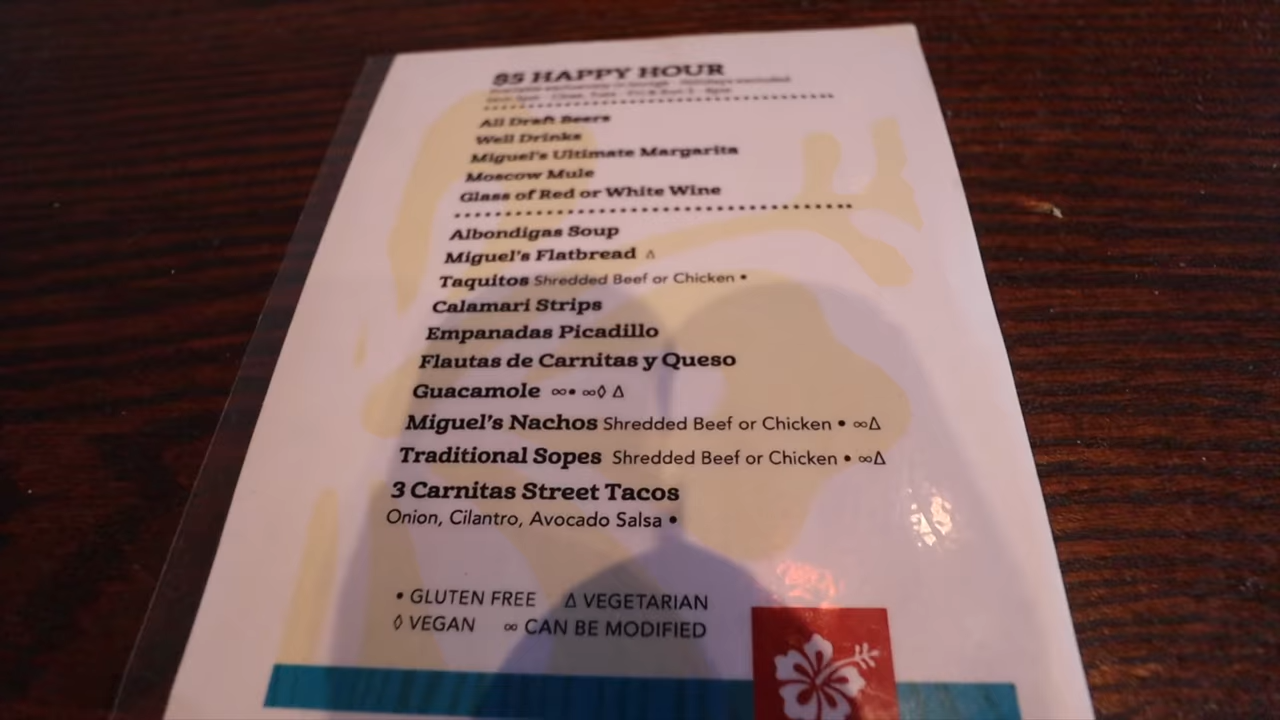 $5 HAPPY HOUR
All Draft Beers
Well Drinks
Miguel's Ultimate Margarita
Moscow Mule
Glass of Red or White Wine
Albondigas Soup
Miguel's Flatbread ∆
Taquitos Shredded Beef or Chicken •
Calamari Strips
Empanadas Picadillo
Flautas de Carnitas y Queso
Guacamole ∞• ∞◊ ∆
Miguel's Nachos Shredded Beef or Chicken • ∞∆
Traditional Sopes Shredded Beef or Chicken • ∞∆
3 Carnitas Street Tacos
Onion, Cilantro, Avocado Salsa •
• GLUTEN FREE ∆ VEGETARIAN
◊ VEGAN ∞ CAN BE MODIFIED